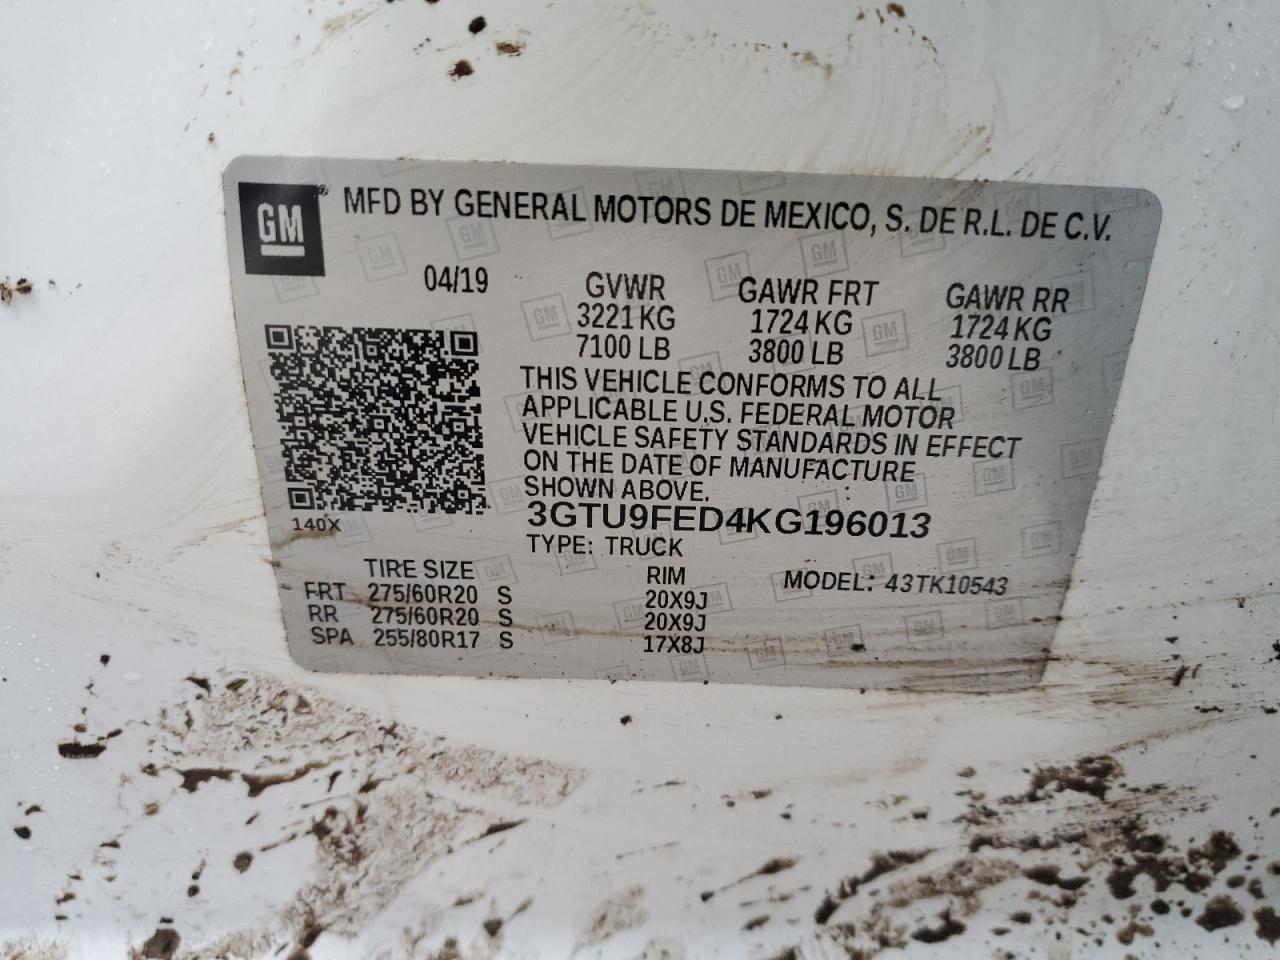 GM® MFD BY GENERAL MOTORS DE MEXICO, S. DE R.L. DE C.V.
04/19 GVWR GAWR FRT GAWR RR
3221 KG 1724 KG 1724 KG
7100 LB 3800 LB 3800 LB
THIS VEHICLE CONFORMS TO ALL
APPLICABLE U.S. FEDERAL MOTOR
VEHICLE SAFETY STANDARDS IN EFFECT
ON THE DATE OF MANUFACTURE
SHOWN ABOVE.
140X
3GTU9FED4KG196013
TYPE: TRUCK
TIRE SIZE RIM MODEL: 43TK10543
FRT 275/60R20 S 20X9J
RR 275/60R20 S 20X9J
SPA 255/80R17 S 17X8J